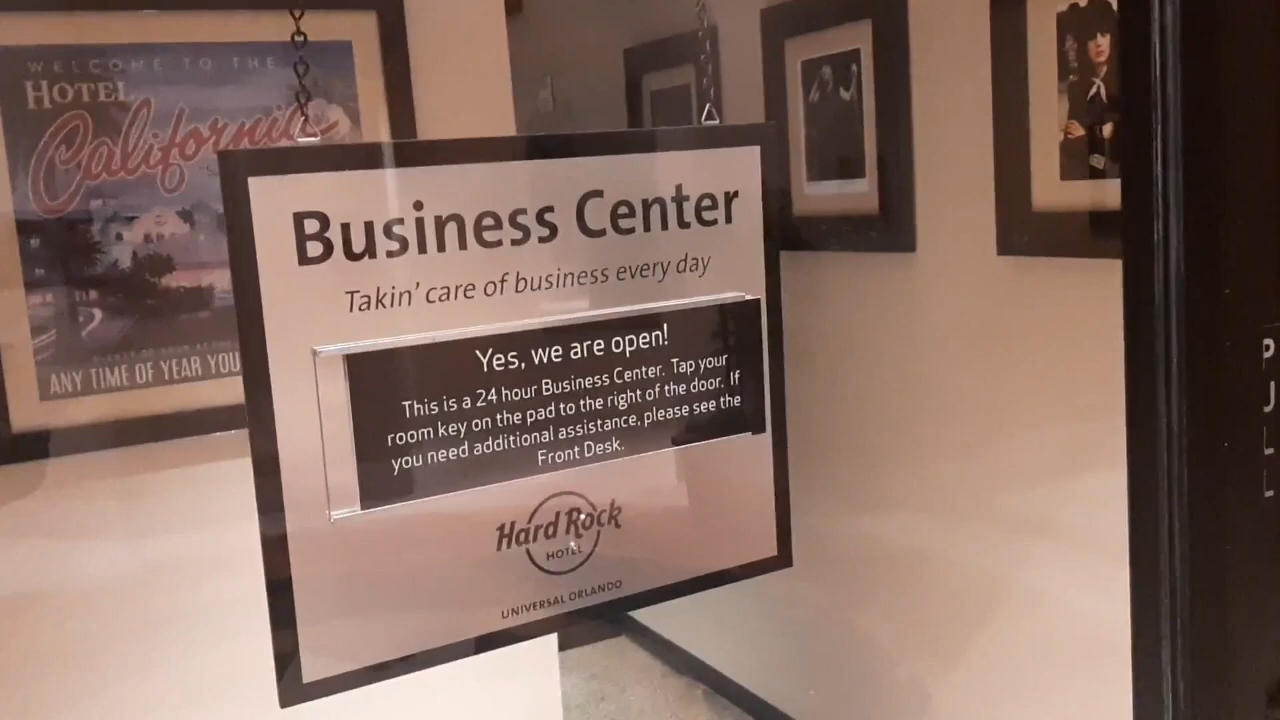 WELCOME TO THE
HOTEL
California
ANY TIME OF YEAR YOU
Business Center
Takin' care of business every day
Yes, we are open!
This is a 24 hour Business Center. Tap your
room key on the pad to the right of the door. If
you need additional assistance, please see the
Front Desk.
Hard Rock
HOTEL
UNIVERSAL ORLANDO
PULL